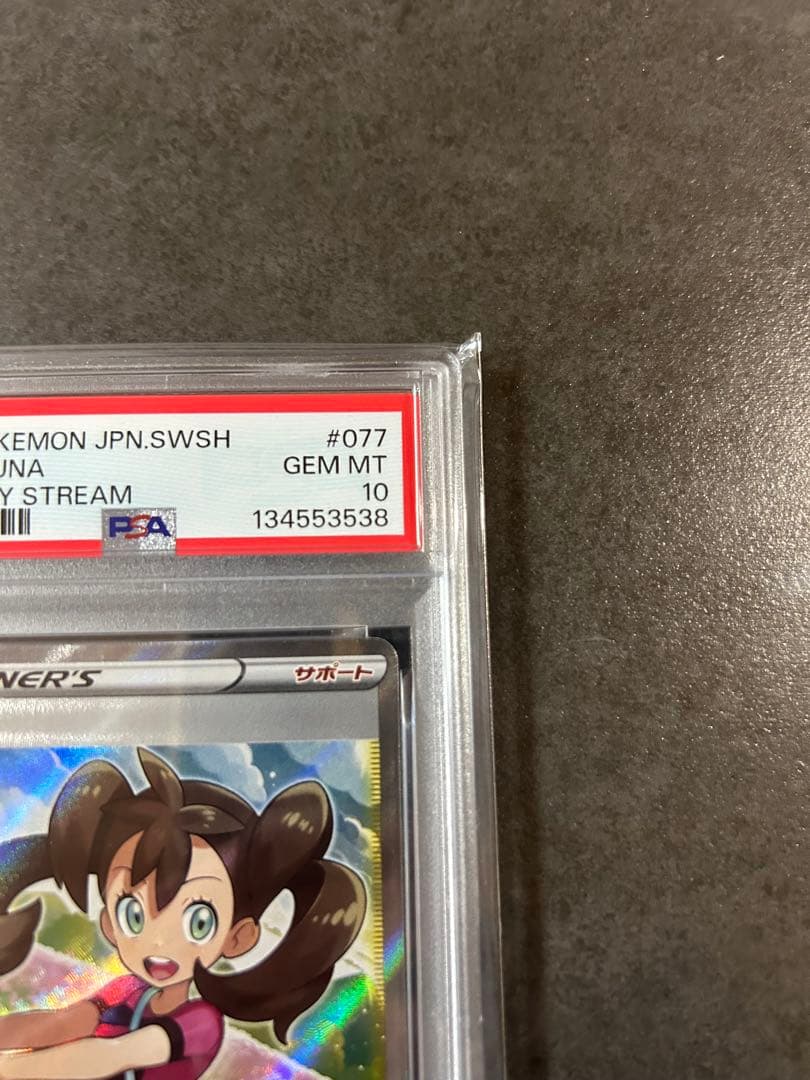 KEMON JPN.SWSH #077
UNA GEM MT
Y STREAM 10
PSA 134553538
NER'S サポート